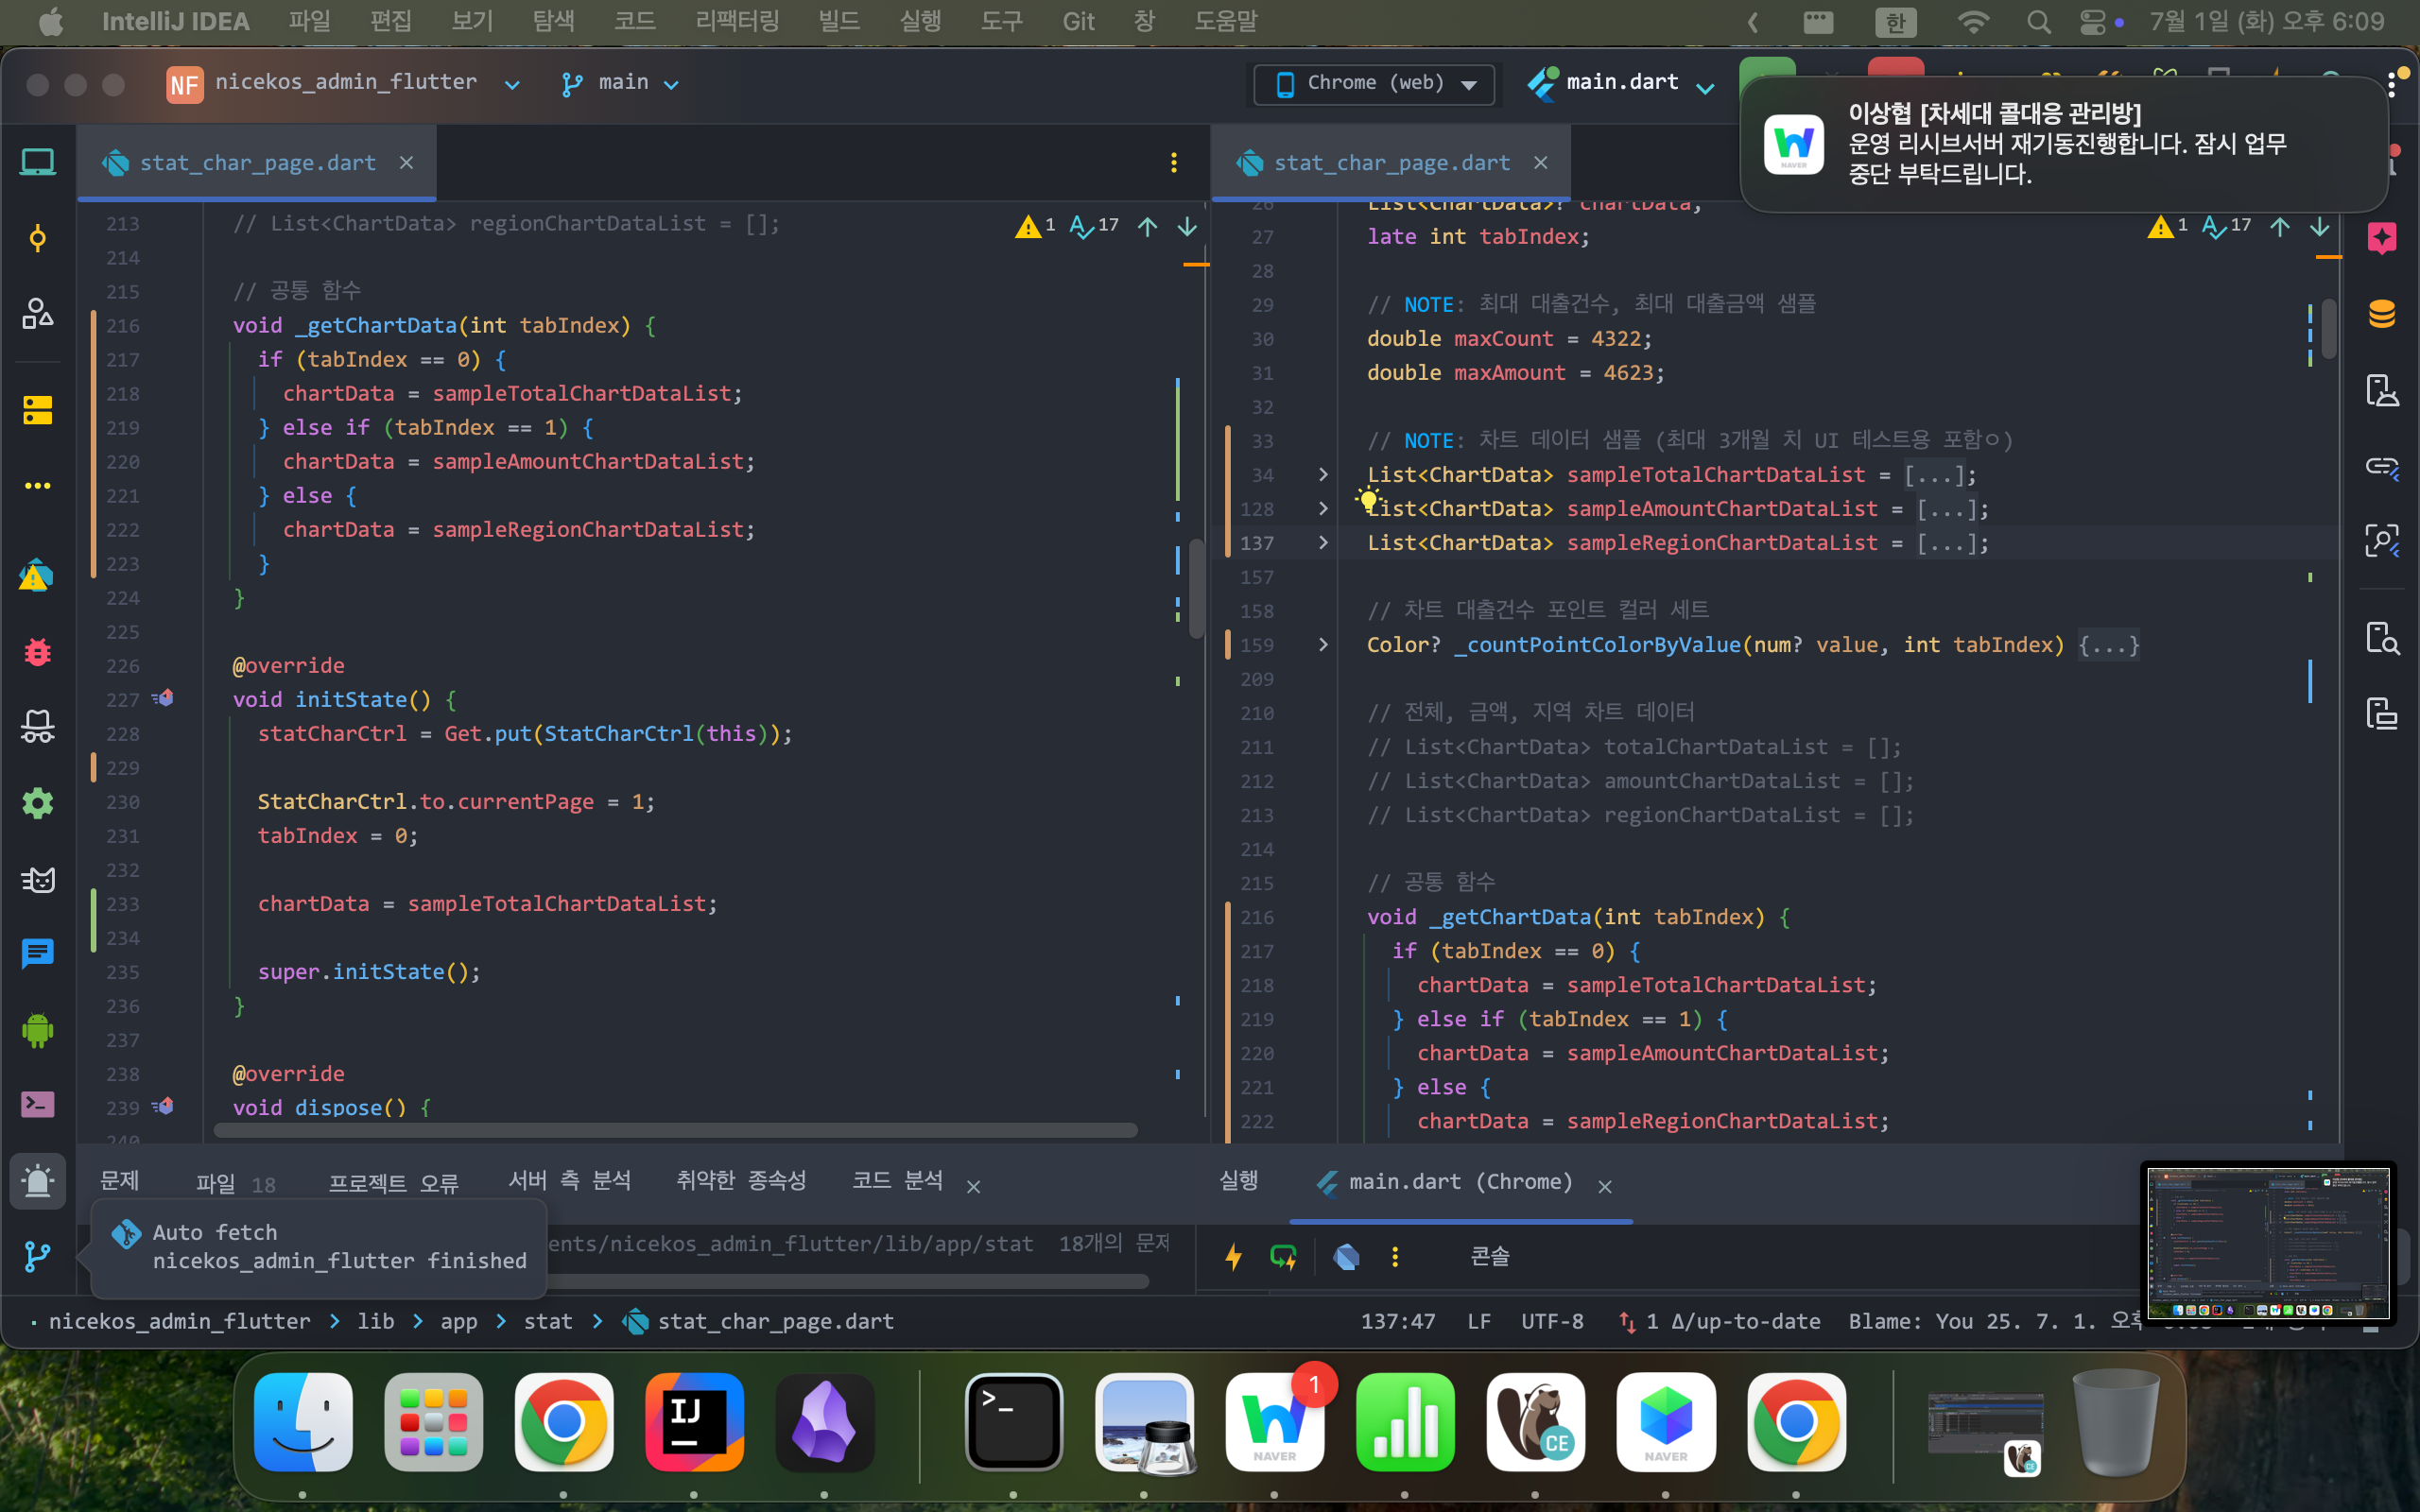 IntelliJ IDEA 파일 편집 보기 탐색 코드 리팩터링 빌드 실행 도구 Git 창 도움말 한 7월 1일 (화) 오후 6:09
NF nicekos_admin_flutter main Chrome (web) main.dart
이상협 [차세대 콜대응 관리방]
운영 리시브서버 재기동진행합니다. 잠시 업무
중단 부탁드립니다.
NAVER
stat_char_page.dart
1 17
213 // List<ChartData> regionChartDataList = [];
214
215 // 공통 함수
216 void _getChartData(int tabIndex) {
217 if (tabIndex == 0) {
218 chartData = sampleTotalChartDataList;
219 } else if (tabIndex == 1) {
220 chartData = sampleAmountChartDataList;
221 } else {
222 chartData = sampleRegionChartDataList;
223 }
224 }
225
226 @override
227 void initState() {
228 statCharCtrl = Get.put(StatCharCtrl(this));
229
230 StatCharCtrl.to.currentPage = 1;
231 tabIndex = 0;
232
233 chartData = sampleTotalChartDataList;
234
235 super.initState();
236 }
237
238 @override
239 void dispose() {
240
stat_char_page.dart
1 17
26 List<ChartData>? chartData;
27 late int tabIndex;
28
29 // NOTE: 최대 대출건수, 최대 대출금액 샘플
30 double maxCount = 4322;
31 double maxAmount = 4623;
32
33 // NOTE: 차트 데이터 샘플 (최대 3개월 치 UI 테스트용 포함ㅇ)
34 List<ChartData> sampleTotalChartDataList = [...];
128 List<ChartData> sampleAmountChartDataList = [...];
137 List<ChartData> sampleRegionChartDataList = [...];
157
158 // 차트 대출건수 포인트 컬러 세트
159 Color? _countPointColorByValue(num? value, int tabIndex) {...}
209
210 // 전체, 금액, 지역 차트 데이터
211 // List<ChartData> totalChartDataList = [];
212 // List<ChartData> amountChartDataList = [];
213 // List<ChartData> regionChartDataList = [];
214
215 // 공통 함수
216 void _getChartData(int tabIndex) {
217 if (tabIndex == 0) {
218 chartData = sampleTotalChartDataList;
219 } else if (tabIndex == 1) {
220 chartData = sampleAmountChartDataList;
221 } else {
222 chartData = sampleRegionChartDataList;
문제 파일 18 프로젝트 오류 서버 측 분석 취약한 종속성 코드 분석
ents/nicekos_admin_flutter/lib/app/stat 18개의 문제
Auto fetch
nicekos_admin_flutter finished
실행 main.dart (Chrome)
콘솔
nicekos_admin_flutter > lib > app > stat > stat_char_page.dart 137:47 LF UTF-8 1 Δ/up-to-date Blame: You 25. 7. 1. 오후
IJ
>_
NAVER
1
CE
NAVER